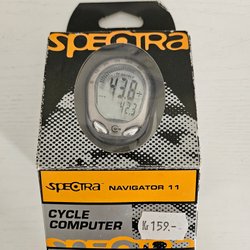 SPECTRA
43.8
42.3
SPECTRA NAVIGATOR 11
CYCLE
COMPUTER
Kr 159.-